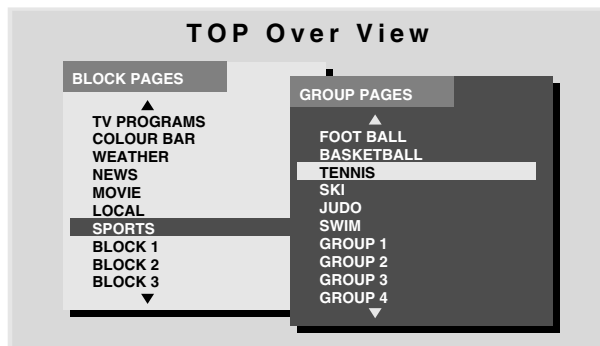 TOP Over View
BLOCK PAGES
TV PROGRAMS
COLOUR BAR
WEATHER
NEWS
MOVIE
LOCAL
SPORTS
BLOCK 1
BLOCK 2
BLOCK 3
GROUP PAGES
FOOT BALL
BASKETBALL
TENNIS
SKI
JUDO
SWIM
GROUP 1
GROUP 2
GROUP 3
GROUP 4